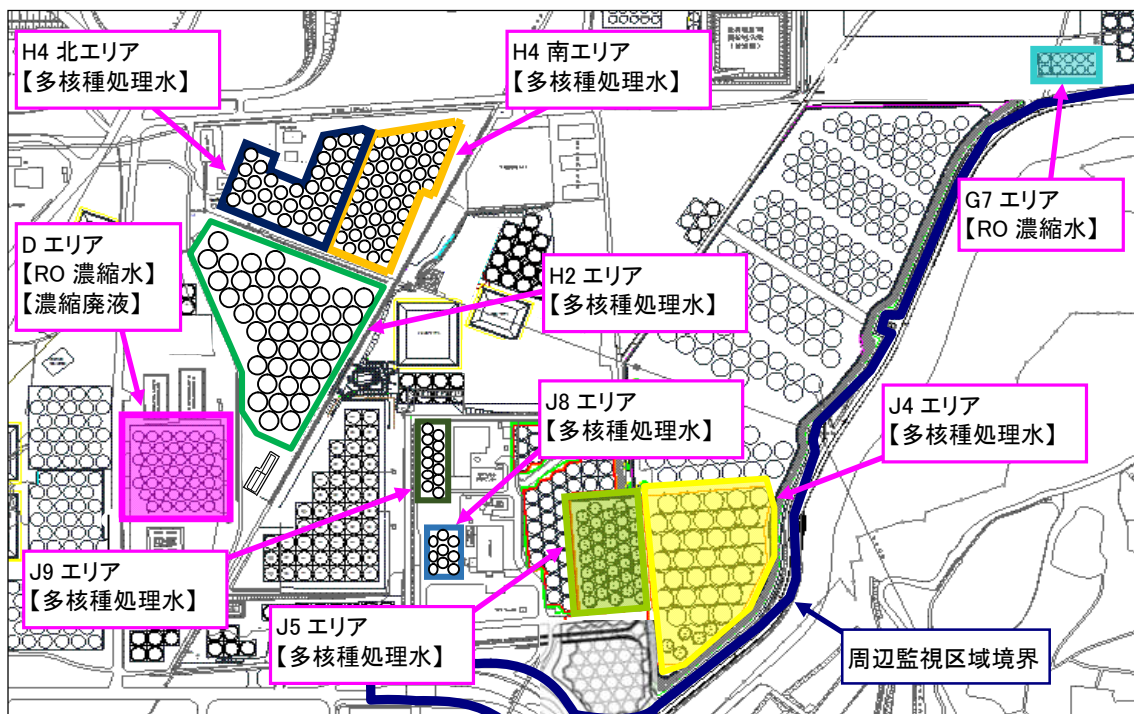 H4 北エリア
【多核種処理水】
H4 南エリア
【多核種処理水】
G7 エリア
【RO 濃縮水】
D エリア
【RO 濃縮水】
【濃縮廃液】
H2 エリア
【多核種処理水】
J8 エリア
【多核種処理水】
J4 エリア
【多核種処理水】
J9 エリア
【多核種処理水】
J5 エリア
【多核種処理水】
周辺監視区域境界